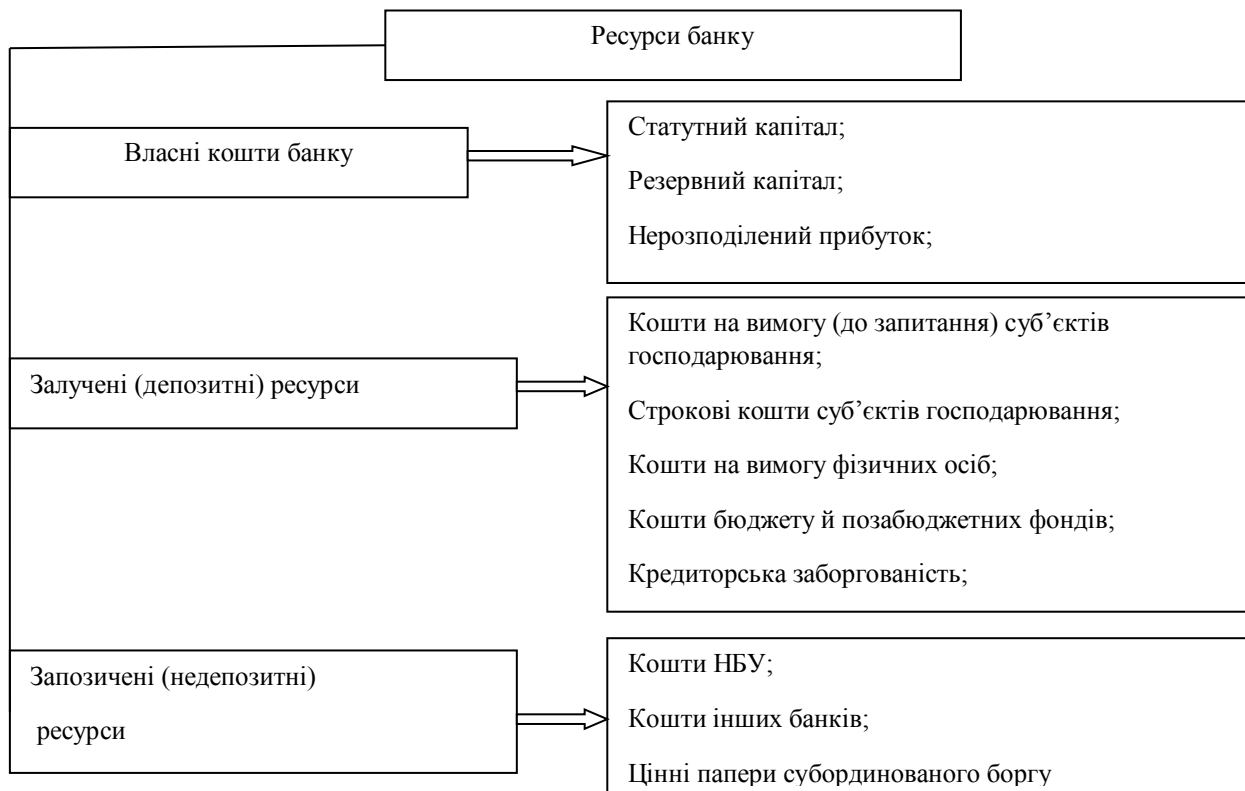 Ресурси банку
Власні кошти банку
Статутний капітал;
Резервний капітал;
Нерозподілений прибуток;
Залучені (депозитні) ресурси
Кошти на вимогу (до запитання) суб’єктів
господарювання;
Строкові кошти суб’єктів господарювання;
Кошти на вимогу фізичних осіб;
Кошти бюджету й позабюджетних фондів;
Кредиторська заборгованість;
Запозичені (недепозитні)
ресурси
Кошти НБУ;
Кошти інших банків;
Цінні папери субординованого боргу